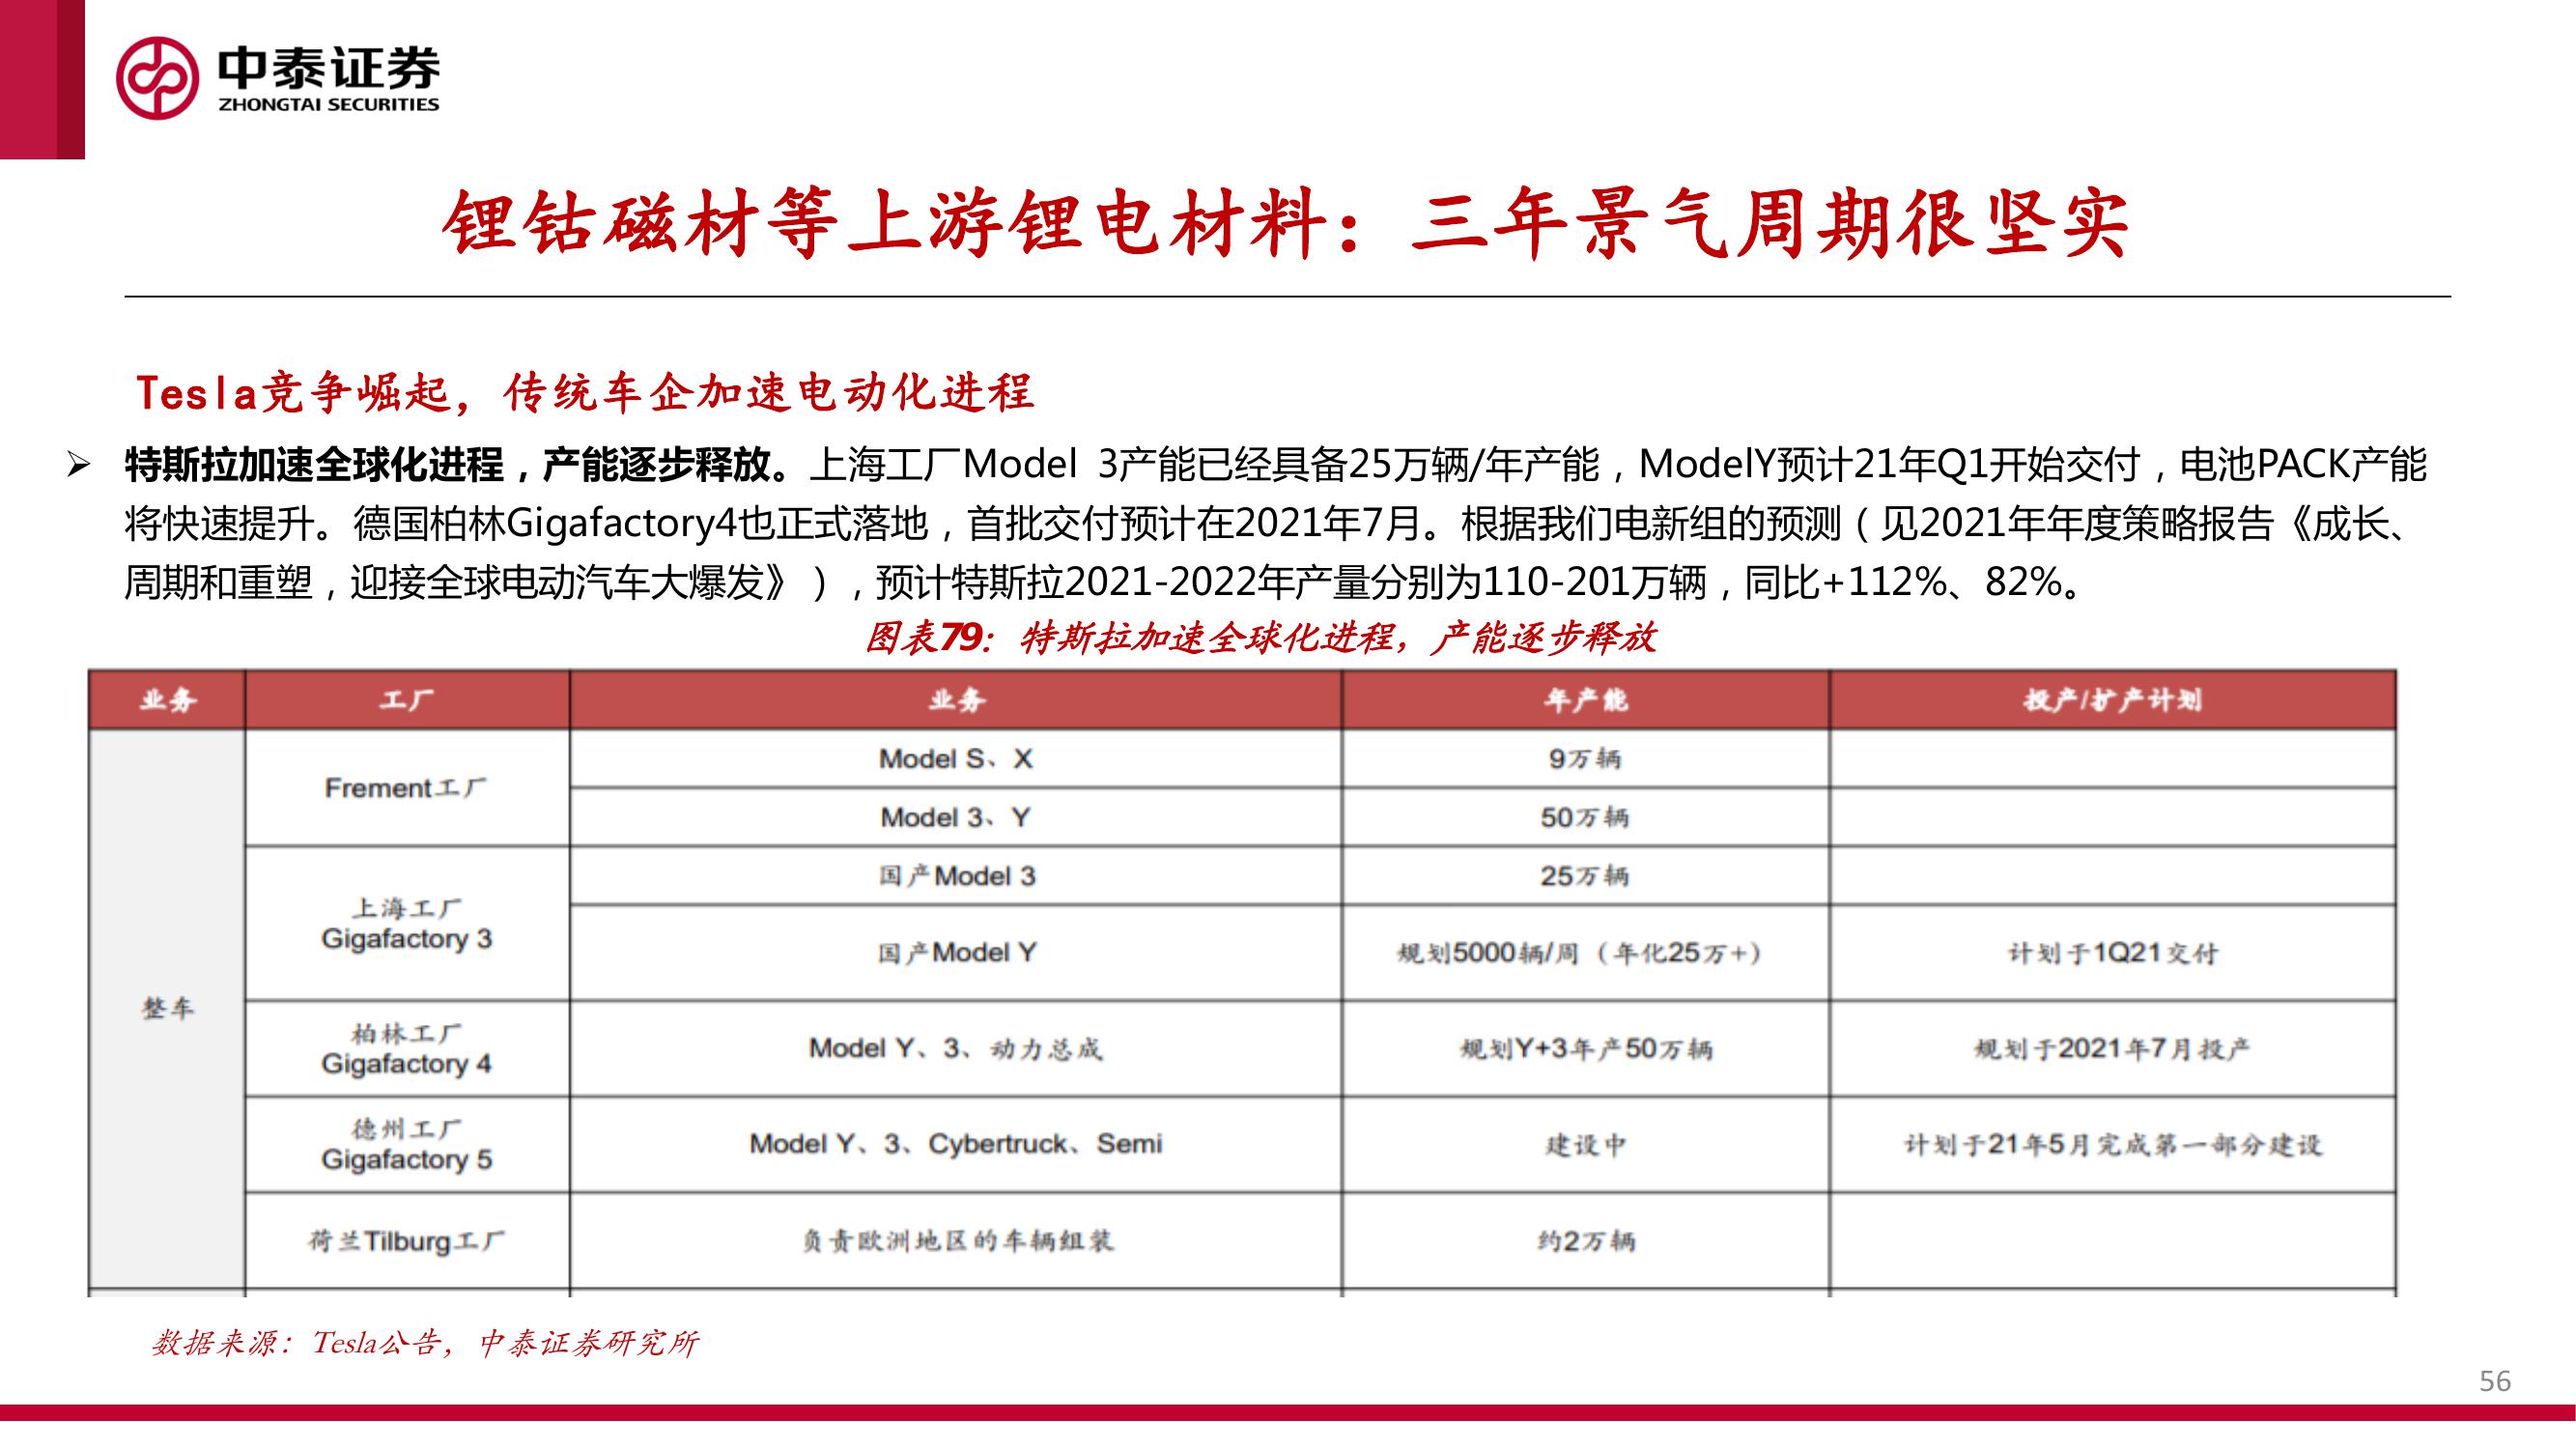 中泰证券
ZHONGTAI SECURITIES
锂钴磁材等上游锂电材料：三年景气周期很坚实
Tesla竞争崛起，传统车企加速电动化进程
➢ 特斯拉加速全球化进程，产能逐步释放。上海工厂Model 3产能已经具备25万辆/年产能，ModelY预计21年Q1开始交付，电池PACK产能
将快速提升。德国柏林Gigafactory4也正式落地，首批交付预计在2021年7月。根据我们电新组的预测（见2021年年度策略报告《成长、
周期和重塑，迎接全球电动汽车大爆发》），预计特斯拉2021-2022年产量分别为110-201万辆，同比+112%、82%。
图表79：特斯拉加速全球化进程，产能逐步释放
业务 工厂 业务 年产能 投产/扩产计划
整车
Frement工厂
Model S、X 9万辆
Model 3、Y 50万辆
上海工厂
Gigafactory 3
国产Model 3 25万辆
国产Model Y 规划5000辆/周（年化25万+） 计划于1Q21交付
柏林工厂
Gigafactory 4
Model Y、3、动力总成 规划Y+3年产50万辆 规划于2021年7月投产
德州工厂
Gigafactory 5
Model Y、3、Cybertruck、Semi 建设中 计划于21年5月完成第一部分建设
荷兰Tilburg工厂 负责欧洲地区的车辆组装 约2万辆
数据来源：Tesla公告，中泰证券研究所
56